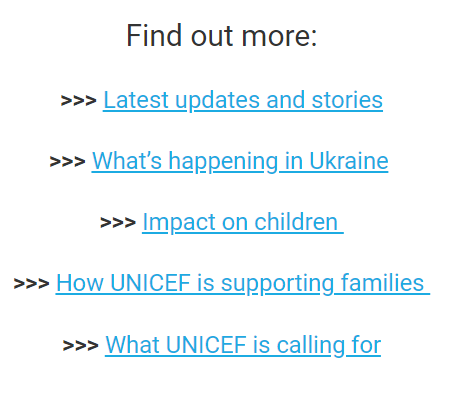 Find out more:
>>> Latest updates and stories
>>> What’s happening in Ukraine
>>> Impact on children
>>> How UNICEF is supporting families
>>> What UNICEF is calling for